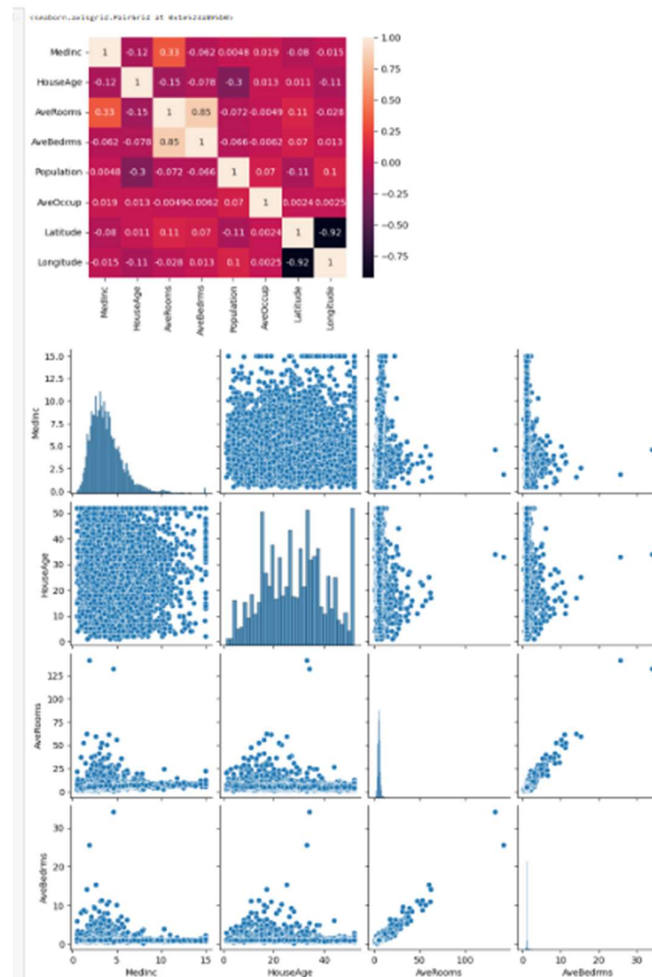 MedInc 1 -0.12 0.33 -0.062 0.0048 0.019 -0.08 -0.015
HouseAge -0.12 1 -0.15 -0.078 -0.3 0.013 0.011 -0.11
AveRooms 0.33 -0.15 1 0.85 -0.072 -0.0049 0.11 -0.028
AveBedrms -0.062 -0.078 0.85 1 -0.066 -0.0062 0.07 0.013
Population 0.0048 -0.3 -0.072 -0.066 1 0.07 -0.11 0.1
AveOccup 0.019 0.013 -0.0049 -0.0062 0.07 1 0.0024 0.0025
Latitude -0.08 0.011 0.11 0.07 -0.11 0.0024 1 -0.92
Longitude -0.015 -0.11 -0.028 0.013 0.1 0.0025 -0.92 1
MedInc HouseAge AveRooms AveBedrms Population AveOccup Latitude Longitude
1.00
0.75
0.50
0.25
0.00
-0.25
-0.50
-0.75
MedInc
15.0
12.5
10.0
7.5
5.0
2.5
0.0
HouseAge
50
40
30
20
10
0
AveRooms
125
100
75
50
25
0
AveBedrms
30
20
10
0
0 5 10 15 0 20 40 0 50 100 0 10 20 30
MedInc HouseAge AveRooms AveBedrms